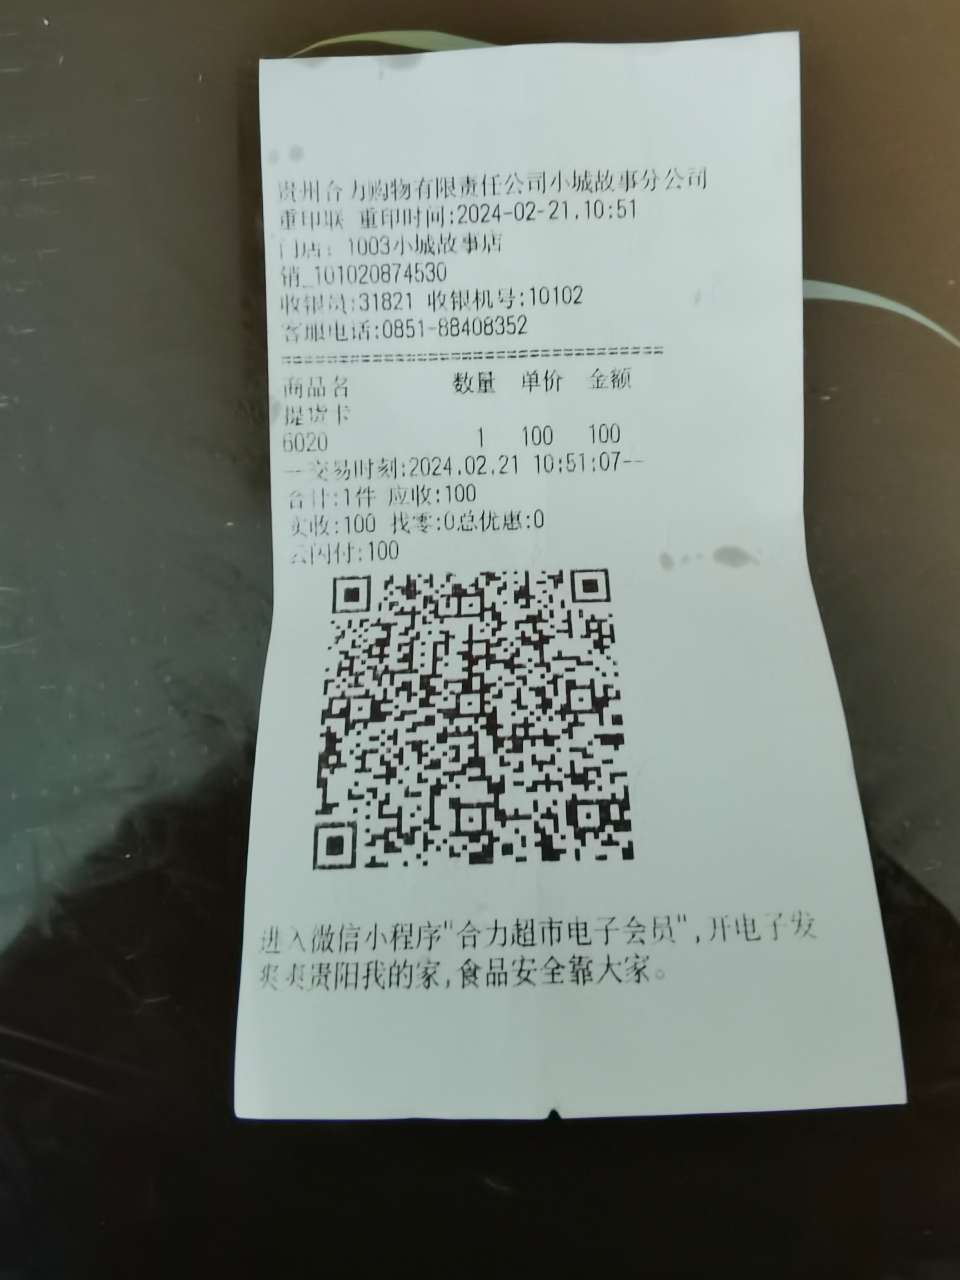 贵州合力购物有限责任公司小城故事分公司
重印联 重印时间:2024-02-21,10:51
门店: 1003小城故事店
销_101020874530
收银员:31821 收银机号:10102
客服电话:0851-88408352
======================================
商品名 数量 单价 金额
提货卡
6020 1 100 100
--交易时刻:2024.02.21 10:51:07--
合计:1件 应收:100
实收:100 找零:0总优惠:0
云闪付:100
进入微信小程序"合力超市电子会员",开电子发
爽爽贵阳我的家,食品安全靠大家。